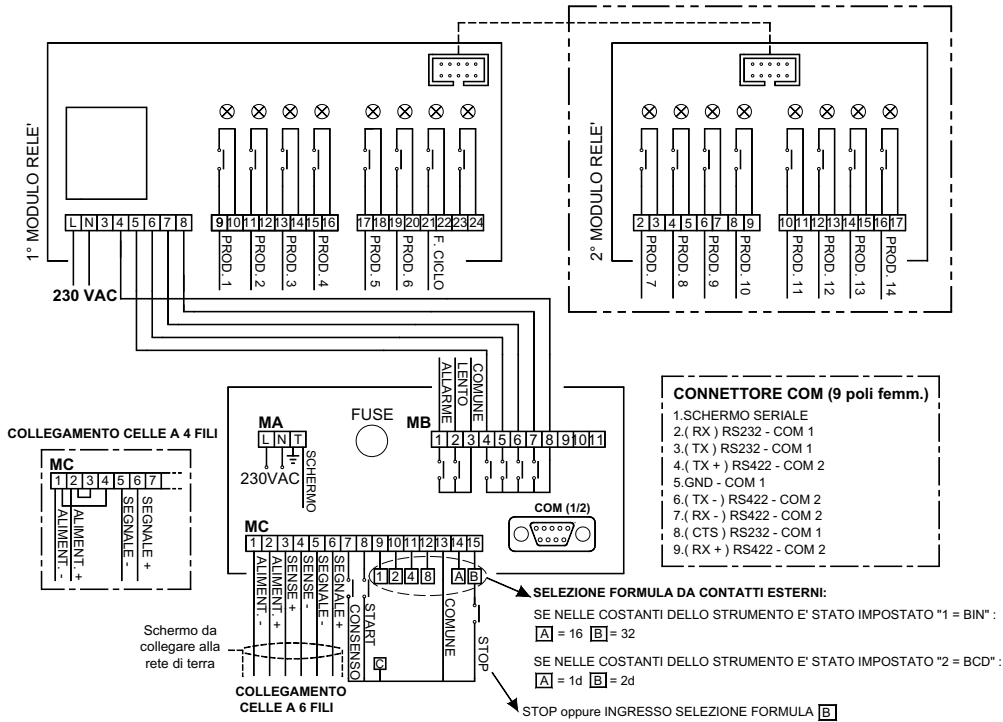 1° MODULO RELE'
L N 3 4 5 6 7 8
9 10 11 12 13 14 15 16
17 18 19 20 21 22 23 24
PROD. 1
PROD. 2
PROD. 3
PROD. 4
PROD. 5
PROD. 6
F. CICLO
230 VAC
2° MODULO RELE'
2 3 4 5 6 7 8 9
10 11 12 13 14 15 16 17
PROD. 7
PROD. 8
PROD. 9
PROD. 10
PROD. 11
PROD. 12
PROD. 13
PROD. 14
COLLEGAMENTO CELLE A 4 FILI
MC
1 2 3 4 5 6 7
ALIMENT. -
ALIMENT. +
SEGNALE -
SEGNALE +
MA
L N T
230VAC
SCHERMO
FUSE
ALLARME
LENTO
COMUNE
MB
1 2 3 4 5 6 7 8 9 10 11
COM (1/2)
MC
1 2 3 4 5 6 7 8 9 10 11 12 13 14 15
ALIMENT. -
ALIMENT. +
SENSE +
SENSE -
SEGNALE -
SEGNALE +
CONSENSO
START
1 2 4 8
A B
C
COMUNE
STOP
Schermo da
collegare alla
rete di terra
COLLEGAMENTO
CELLE A 6 FILI
CONNETTORE COM (9 poli femm.)
1.SCHERMO SERIALE
2.( RX ) RS232 - COM 1
3.( TX ) RS232 - COM 1
4.( TX + ) RS422 - COM 2
5.GND - COM 1
6.( TX - ) RS422 - COM 2
7.( RX - ) RS422 - COM 2
8.( CTS ) RS232 - COM 1
9.( RX + ) RS422 - COM 2
SELEZIONE FORMULA DA CONTATTI ESTERNI:
SE NELLE COSTANTI DELLO STRUMENTO E' STATO IMPOSTATO "1 = BIN" :
A = 16 B = 32
SE NELLE COSTANTI DELLO STRUMENTO E' STATO IMPOSTATO "2 = BCD" :
A = 1d B = 2d
STOP oppure INGRESSO SELEZIONE FORMULA B